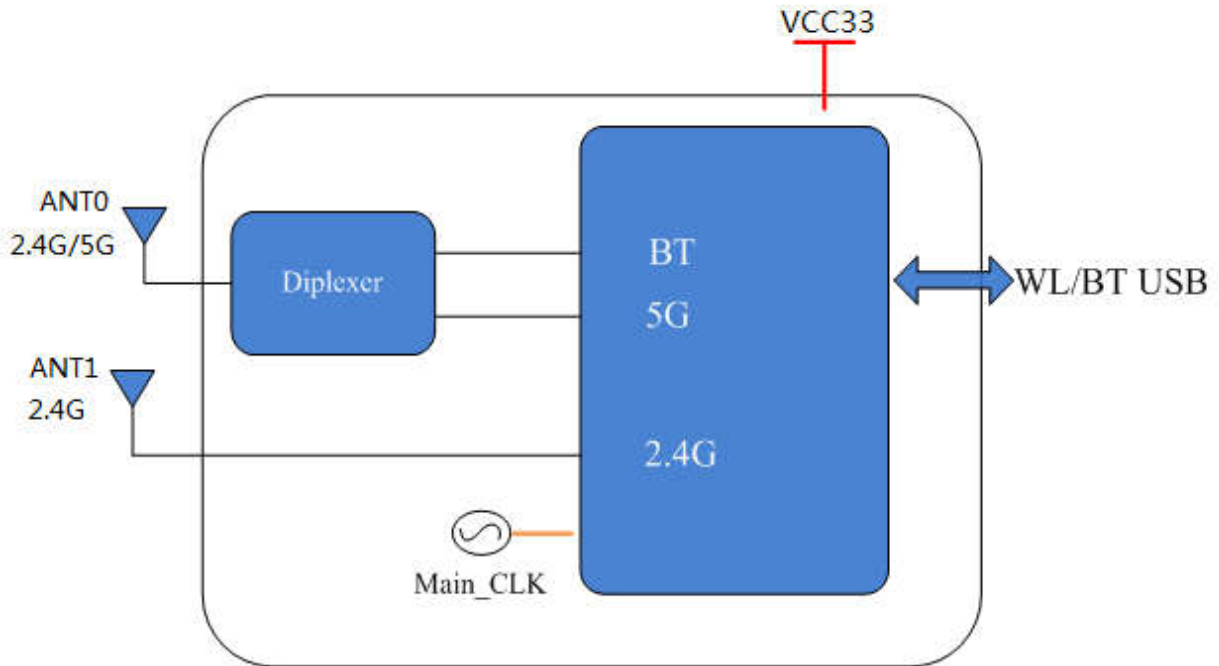 VCC33
ANT0
2.4G/5G
Diplexer
BT
5G
WL/BT USB
ANT1
2.4G
2.4G
Main_CLK